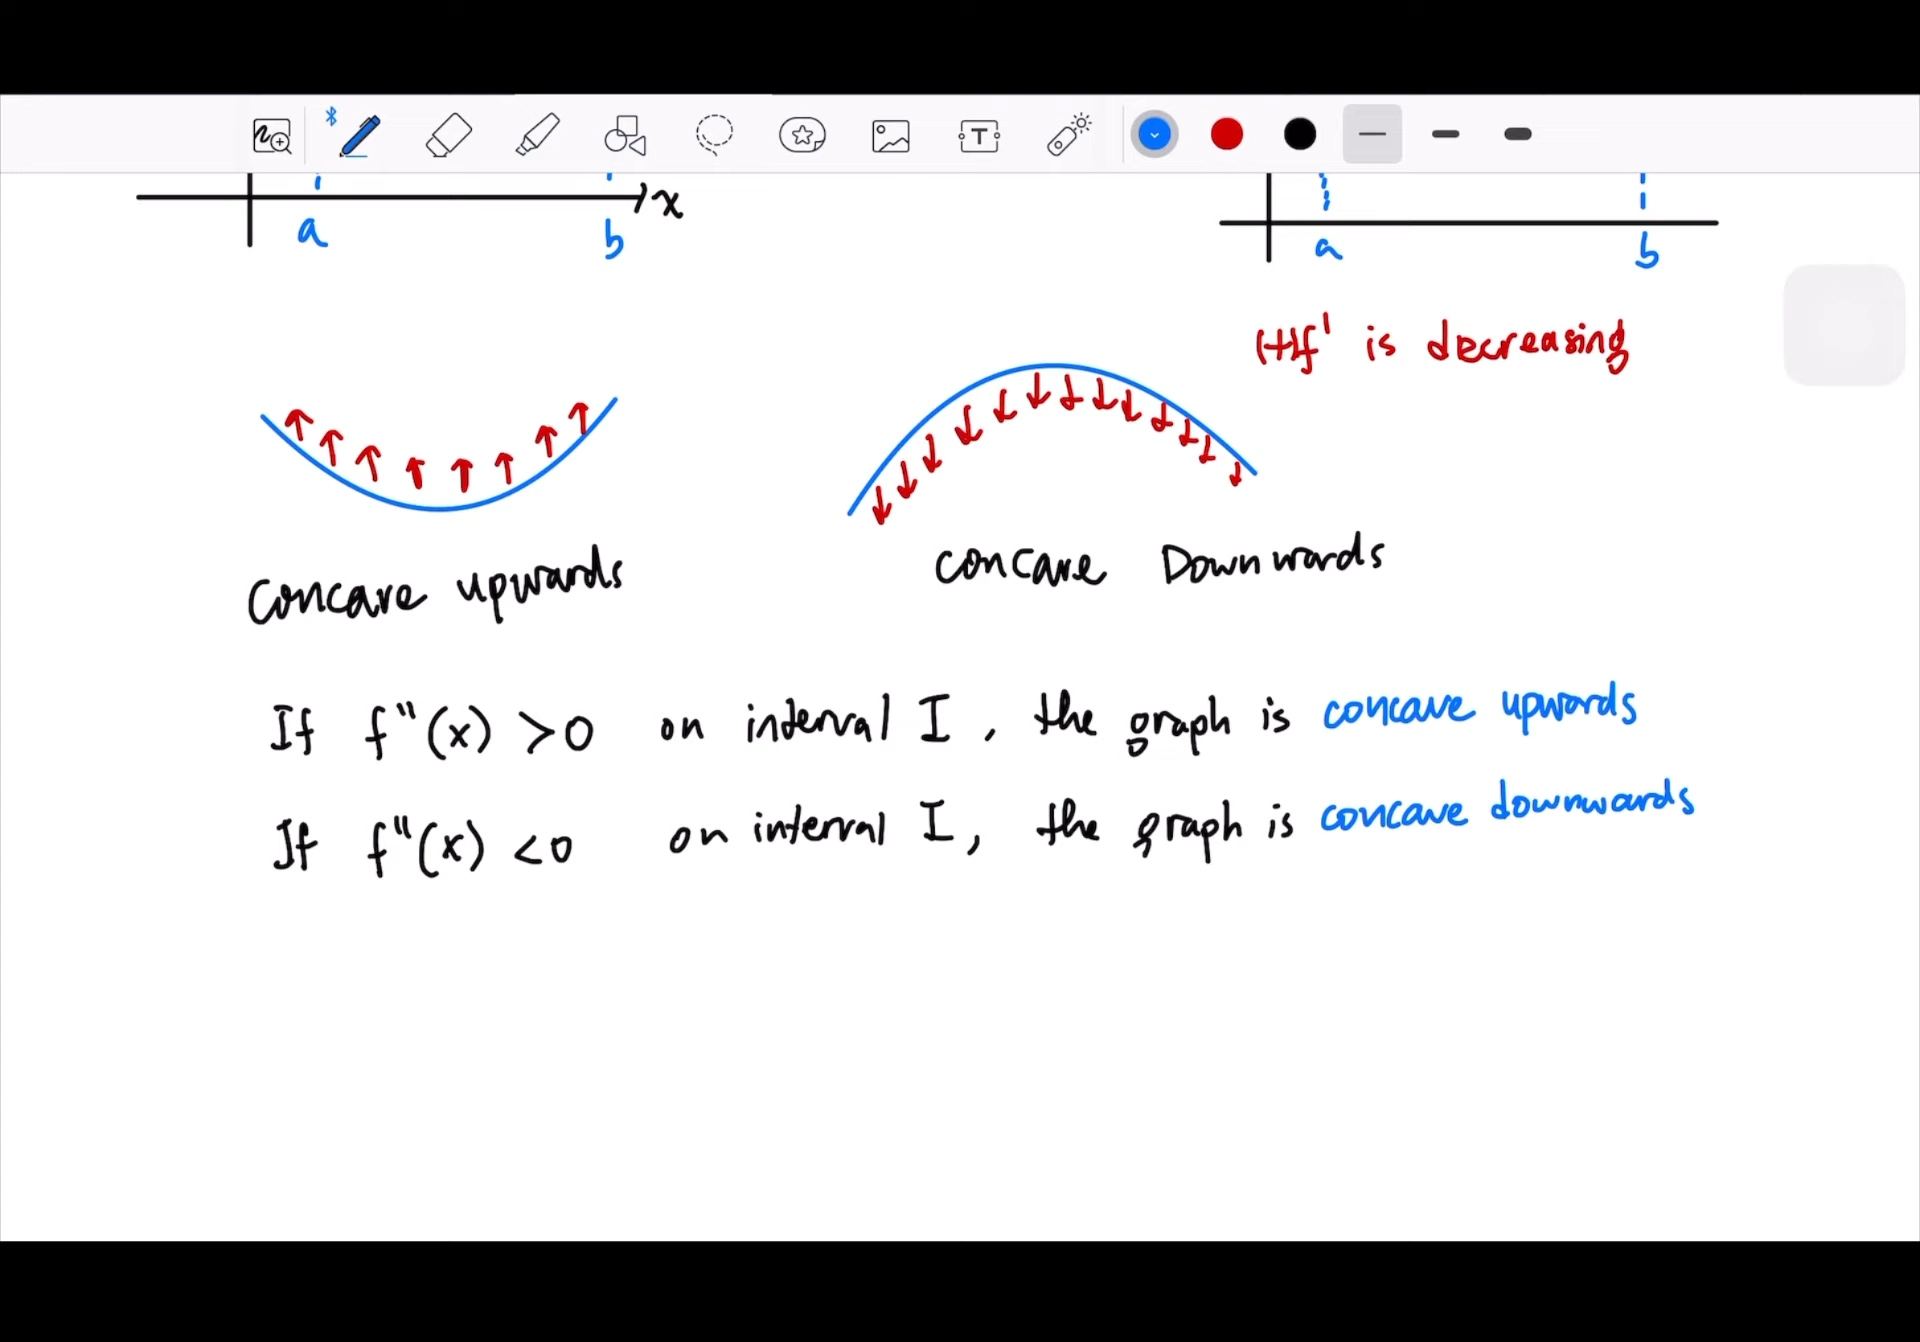 x
a b
a b
(+)f' is decreasing
concave upwards
concave Downwards
If f"(x) >0 on interval I, the graph is concave upwards
If f"(x) <0 on interval I, the graph is concave downwards